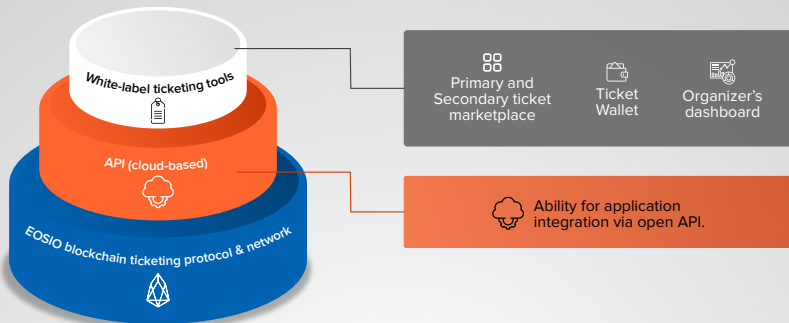 White-label ticketing tools
API (cloud-based)
EOSIO blockchain ticketing protocol & network
Primary and
Secondary ticket
marketplace
Ticket
Wallet
Organizer's
dashboard
Ability for application
integration via open API.